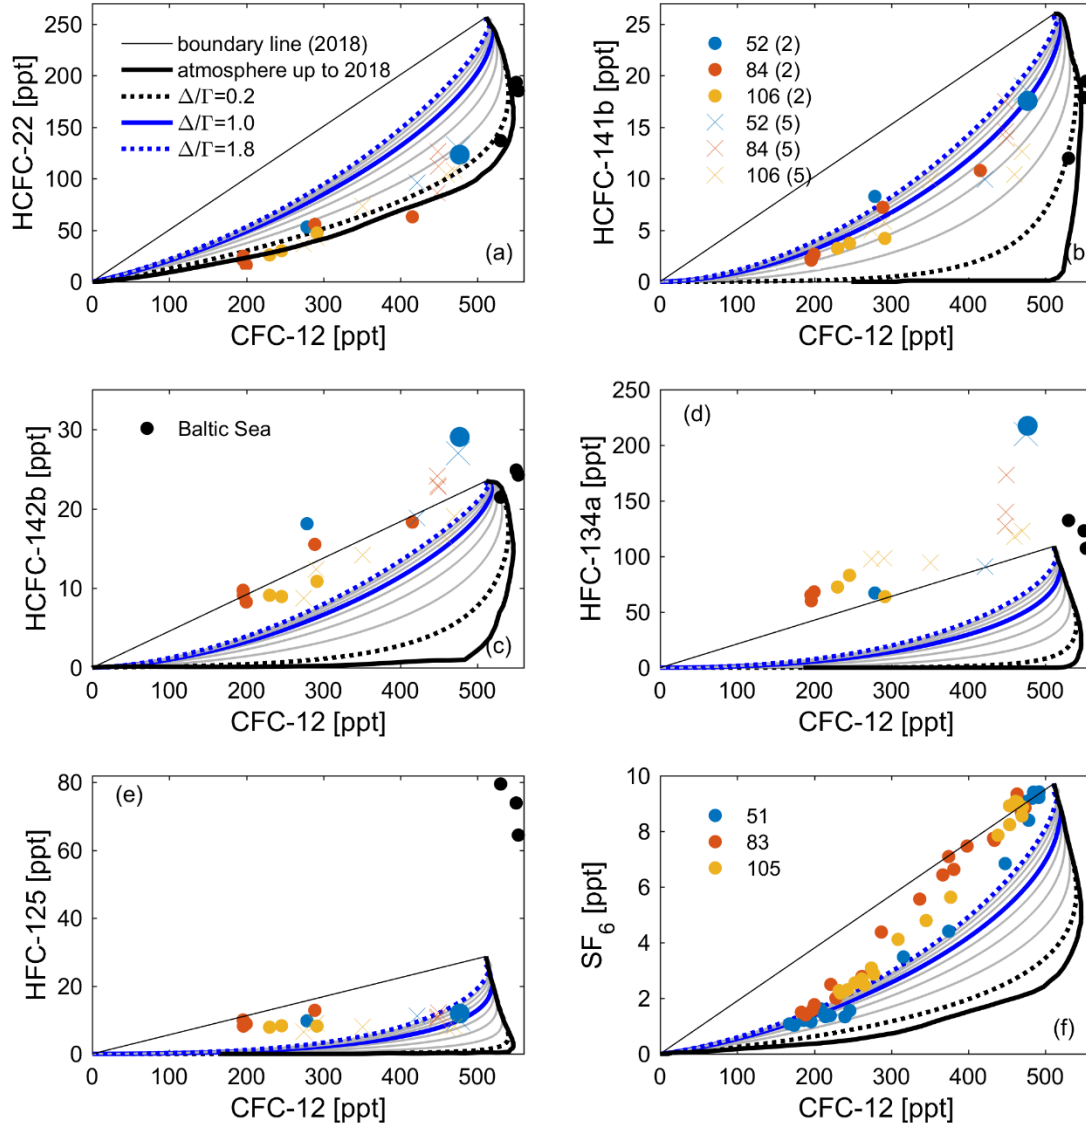 250
200
150
100
50
0
HCFC-22 [ppt]
boundary line (2018)
atmosphere up to 2018
Δ/Γ=0.2
Δ/Γ=1.0
Δ/Γ=1.8
(a)
0 100 200 300 400 500
CFC-12 [ppt]
25
20
15
10
5
0
HCFC-141b [ppt]
52 (2)
84 (2)
106 (2)
52 (5)
84 (5)
106 (5)
(b
0 100 200 300 400 500
CFC-12 [ppt]
30
20
10
0
HCFC-142b [ppt]
Baltic Sea
(c)
0 100 200 300 400 500
CFC-12 [ppt]
250
200
150
100
50
0
HFC-134a [ppt]
(d)
0 100 200 300 400 500
CFC-12 [ppt]
80
60
40
20
0
HFC-125 [ppt]
(e)
0 100 200 300 400 500
CFC-12 [ppt]
10
8
6
4
2
0
SF6 [ppt]
51
83
105
(f)
0 100 200 300 400 500
CFC-12 [ppt]